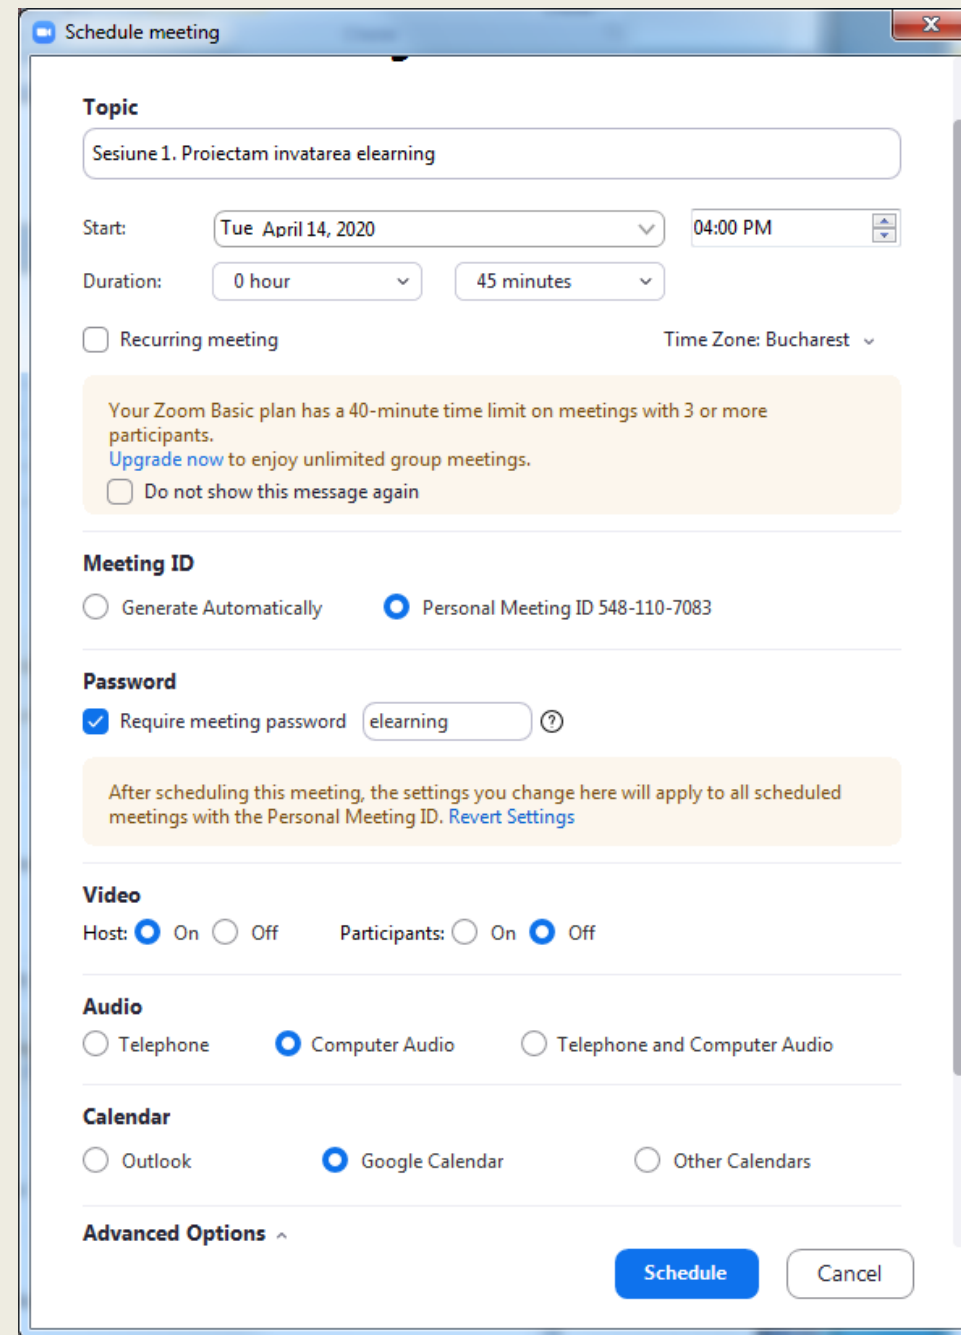 Schedule meeting
Topic
Sesiune 1. Proiectam invatarea elearning
Start: Tue April 14, 2020 04:00 PM
Duration: 0 hour 45 minutes
Recurring meeting Time Zone: Bucharest
Your Zoom Basic plan has a 40-minute time limit on meetings with 3 or more
participants.
Upgrade now to enjoy unlimited group meetings.
Do not show this message again
Meeting ID
Generate Automatically Personal Meeting ID 548-110-7083
Password
Require meeting password elearning ?
After scheduling this meeting, the settings you change here will apply to all scheduled
meetings with the Personal Meeting ID. Revert Settings
Video
Host: On Off Participants: On Off
Audio
Telephone Computer Audio Telephone and Computer Audio
Calendar
Outlook Google Calendar Other Calendars
Advanced Options
Schedule Cancel